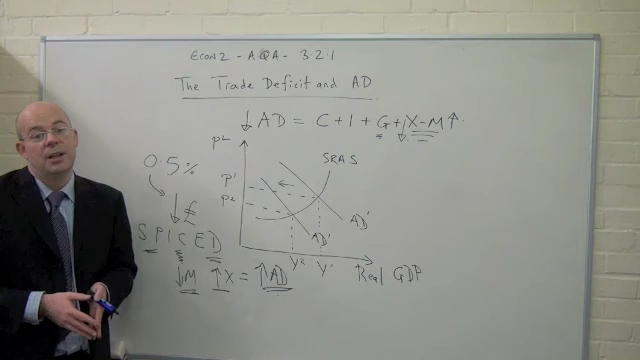 ECON2 - AQA - 3.2.1
The Trade Deficit and AD
↓ AD = C + I + G + ↓ X - M ↑
PL
SRAS
0.5%
P'
P²
↓ £
AD'
SPICED
AD'
Y²
Y'
Real GDP
↓M ↑X = ↑AD